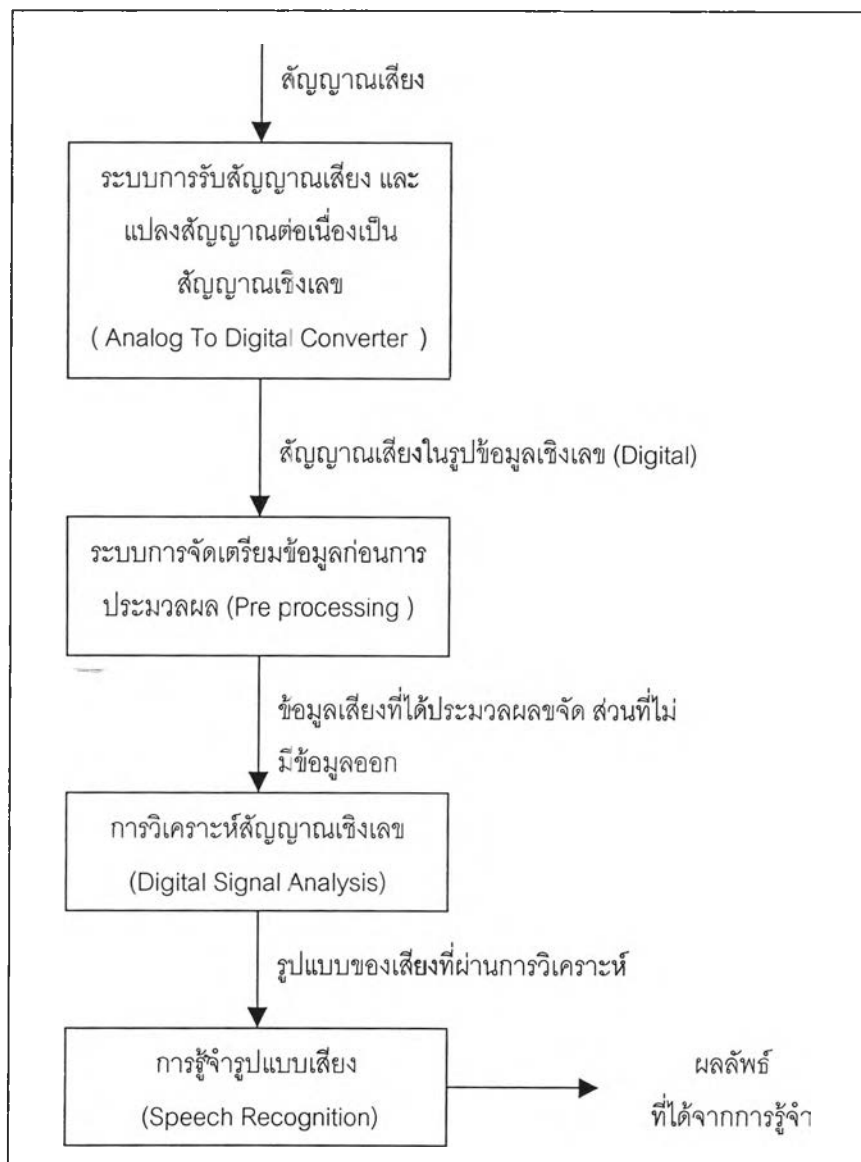 สัญญาณเสียง
ระบบการรับสัญญาณเสียง และ
แปลงสัญญาณต่อเนื่องเป็น
สัญญาณเชิงเลข
( Analog To Digital Converter )
สัญญาณเสียงในรูปข้อมูลเชิงเลข (Digital)
ระบบการจัดเตรียมข้อมูลก่อนการ
ประมวลผล (Pre processing )
ข้อมูลเสียงที่ได้ประมวลผลขจัด ส่วนที่ไม่
มีข้อมูลออก
การวิเคราะห์สัญญาณเชิงเลข
(Digital Signal Analysis)
รูปแบบของเสียงที่ผ่านการวิเคราะห์
การรู้จำรูปแบบเสียง
(Speech Recognition)
ผลลัพธ์
ที่ได้จากการรู้จำ